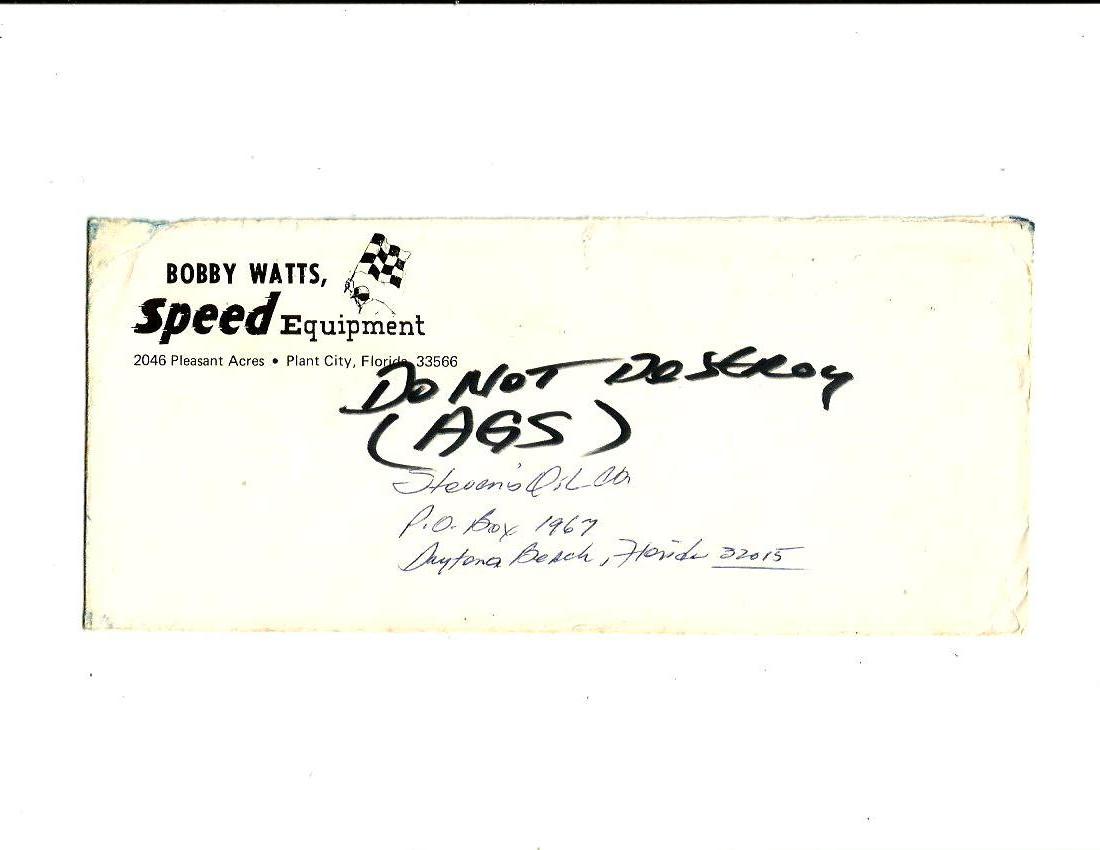 BOBBY WATTS,
Speed Equipment
2046 Pleasant Acres • Plant City, Florida 33566
DO NOT DESTROY
(AGS)
Steven's Oil Co.
P.O. Box 1967
Daytona Beach, Florida 32015